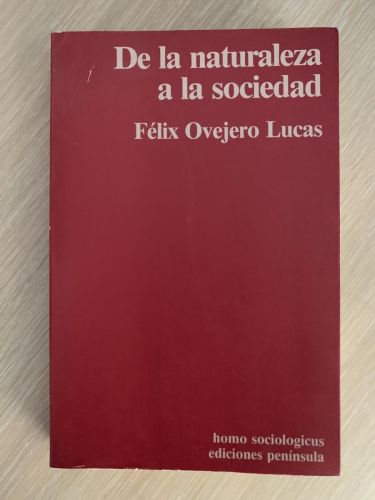 De la naturaleza
a la sociedad
Félix Ovejero Lucas
homo sociologicus
ediciones península